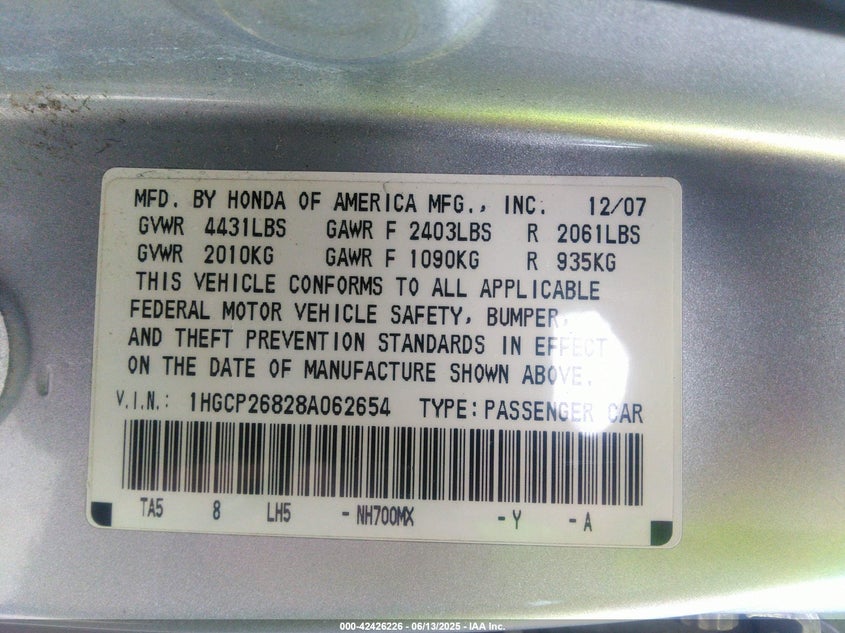 MFD. BY HONDA OF AMERICA MFG., INC. 12/07
GVWR 4431LBS GAWR F 2403LBS R 2061LBS
GVWR 2010KG GAWR F 1090KG R 935KG
THIS VEHICLE CONFORMS TO ALL APPLICABLE
FEDERAL MOTOR VEHICLE SAFETY, BUMPER,
AND THEFT PREVENTION STANDARDS IN EFFECT
ON THE DATE OF MANUFACTURE SHOWN ABOVE.
V.I.N.: 1HGCP26828A062654 TYPE: PASSENGER CAR
TA5 8 LH5 - NH700MX - Y - A
000-42426226 - 06/13/2025 - IAA Inc.